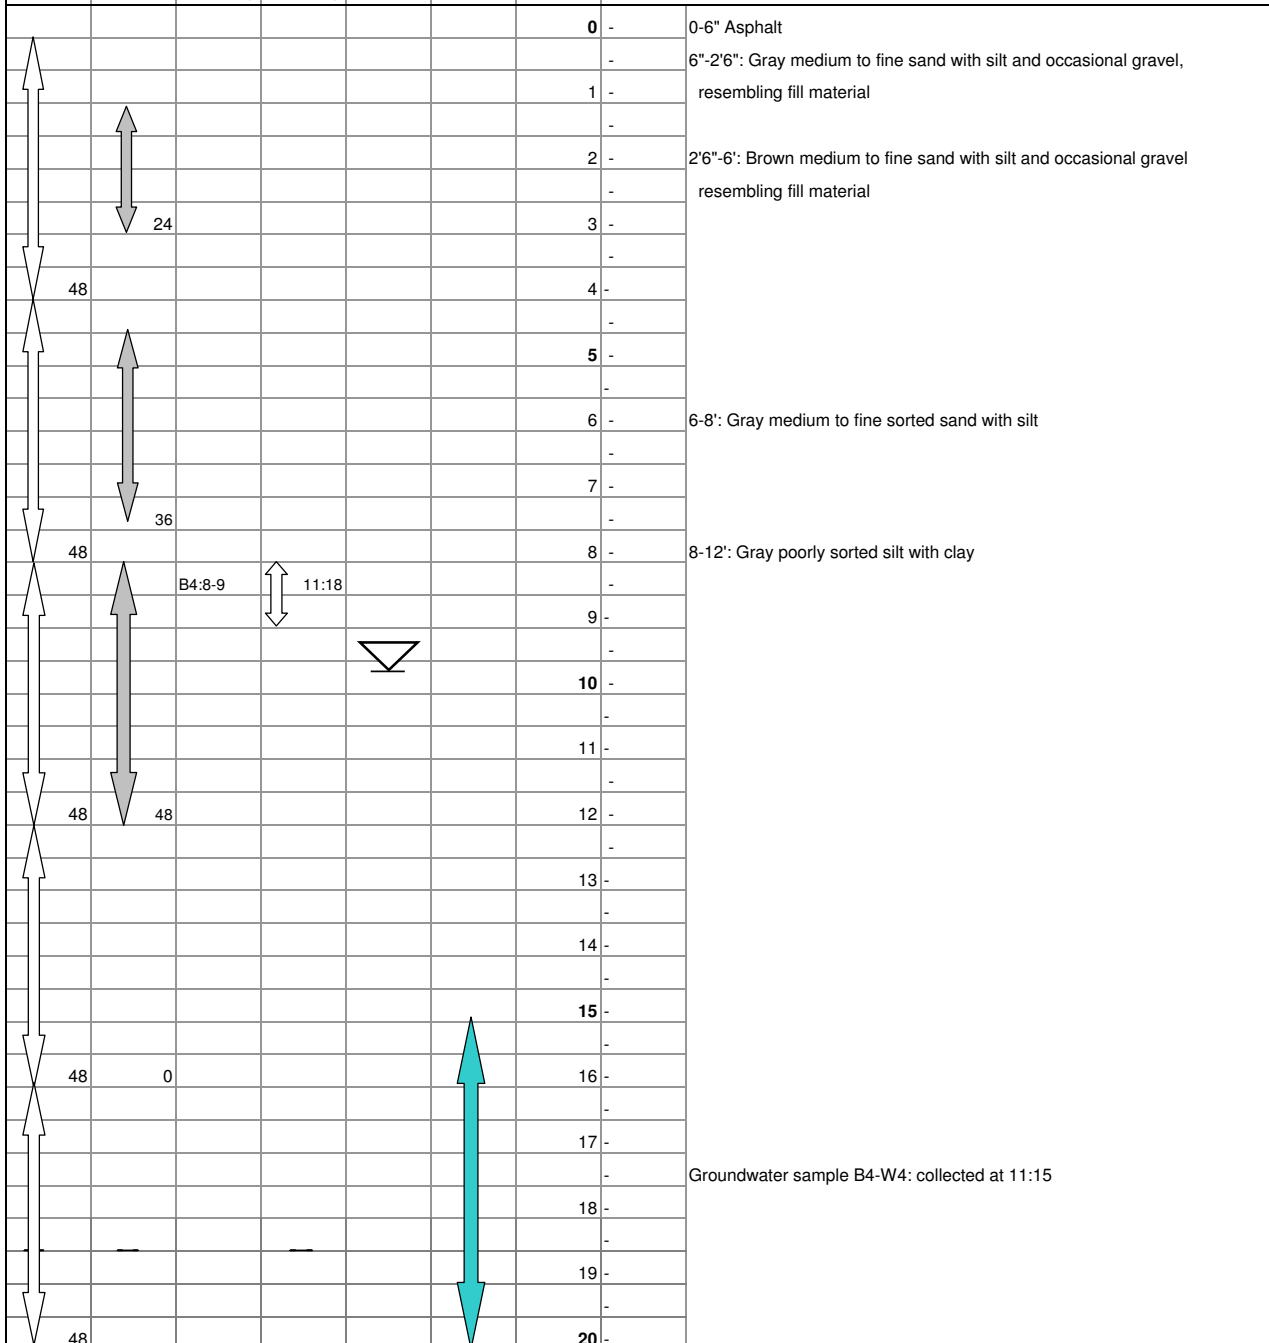 0 - 0-6" Asphalt
- 6"-2'6": Gray medium to fine sand with silt and occasional gravel,
1 - resembling fill material
-
2 - 2'6"-6': Brown medium to fine sand with silt and occasional gravel
- resembling fill material
24 3 -
-
48 4 -
-
5 -
-
6 - 6-8': Gray medium to fine sorted sand with silt
-
7 -
36 -
48 8 - 8-12': Gray poorly sorted silt with clay
B4:8-9 11:18 -
9 -
-
10 -
-
11 -
-
48 48 12 -
-
13 -
-
14 -
-
15 -
-
48 0 16 -
-
17 -
- Groundwater sample B4-W4: collected at 11:15
18 -
-
19 -
-
48 20 -